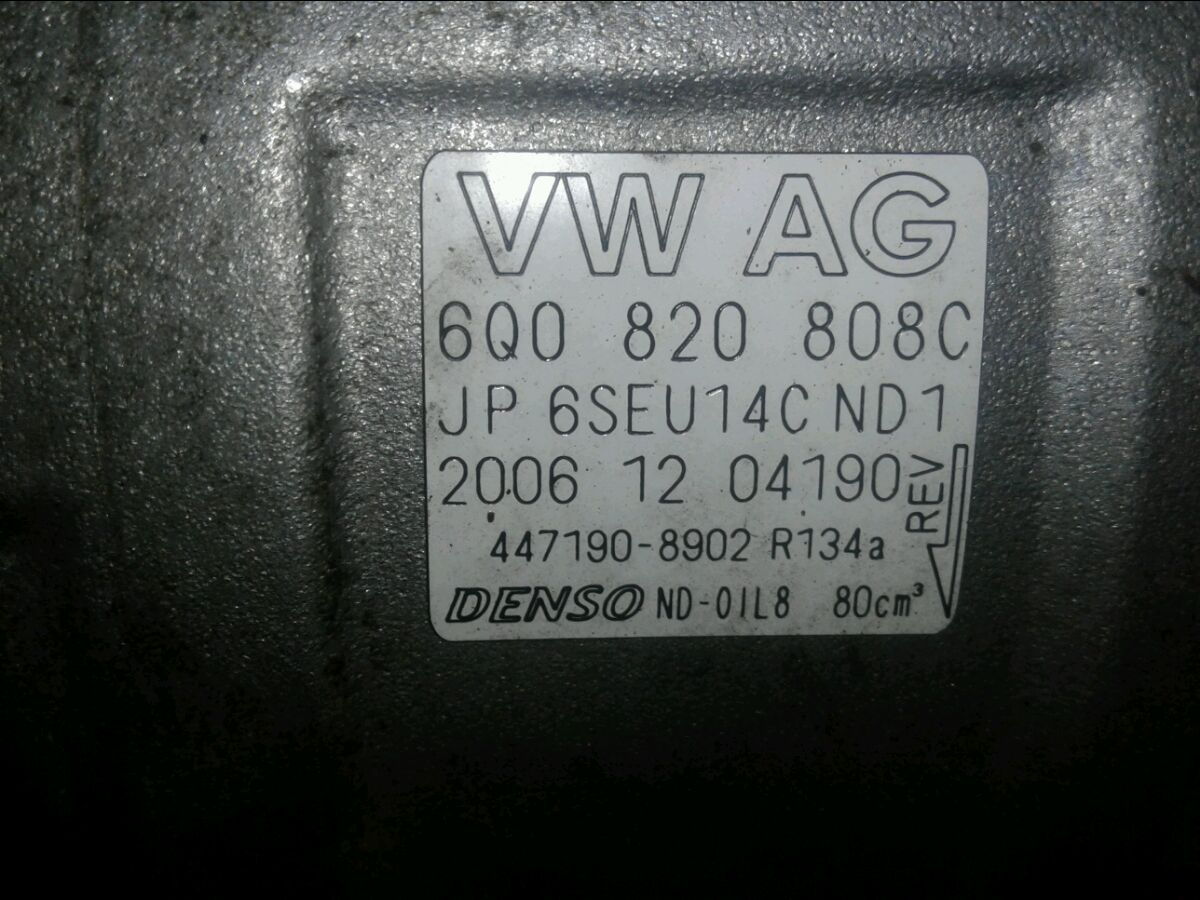 VW AG
6Q0 820 808C
JP 6SEU14C ND1
2006 12 04190
REV
447190-8902 R134a
DENSO ND-OIL8 80cm³